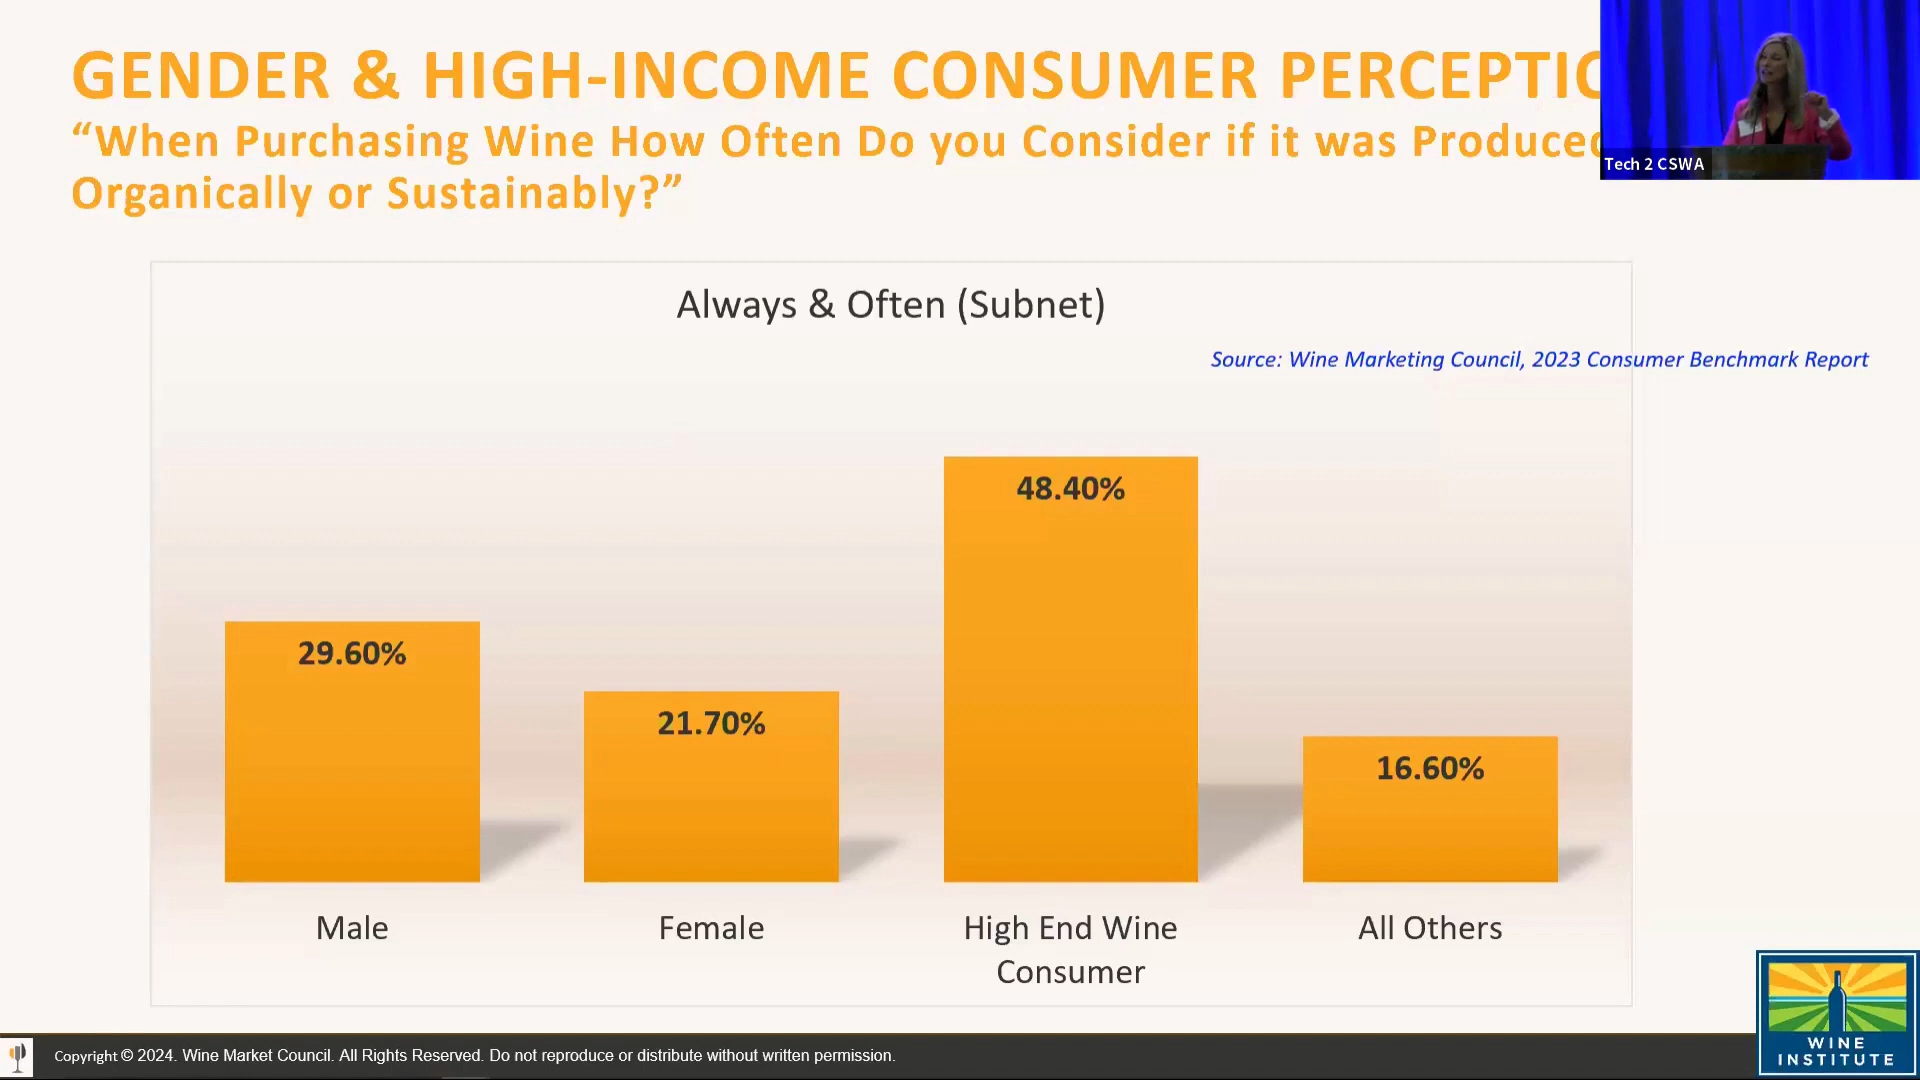 GENDER & HIGH-INCOME CONSUMER
“When Purchasing Wine How Often Do you Consider if it was
Organically or Sustainably?”
Tech 2 CSWA
Always & Often (Subnet)
Source: Wine Marketing Council, 2023 Consumer Benchmark Report
29.60%
21.70%
48.40%
16.60%
Male
Female
High End Wine
Consumer
All Others
Copyright © 2024. Wine Market Council. All Rights Reserved. Do not reproduce or distribute without written permission.
WINE
INSTITUTE